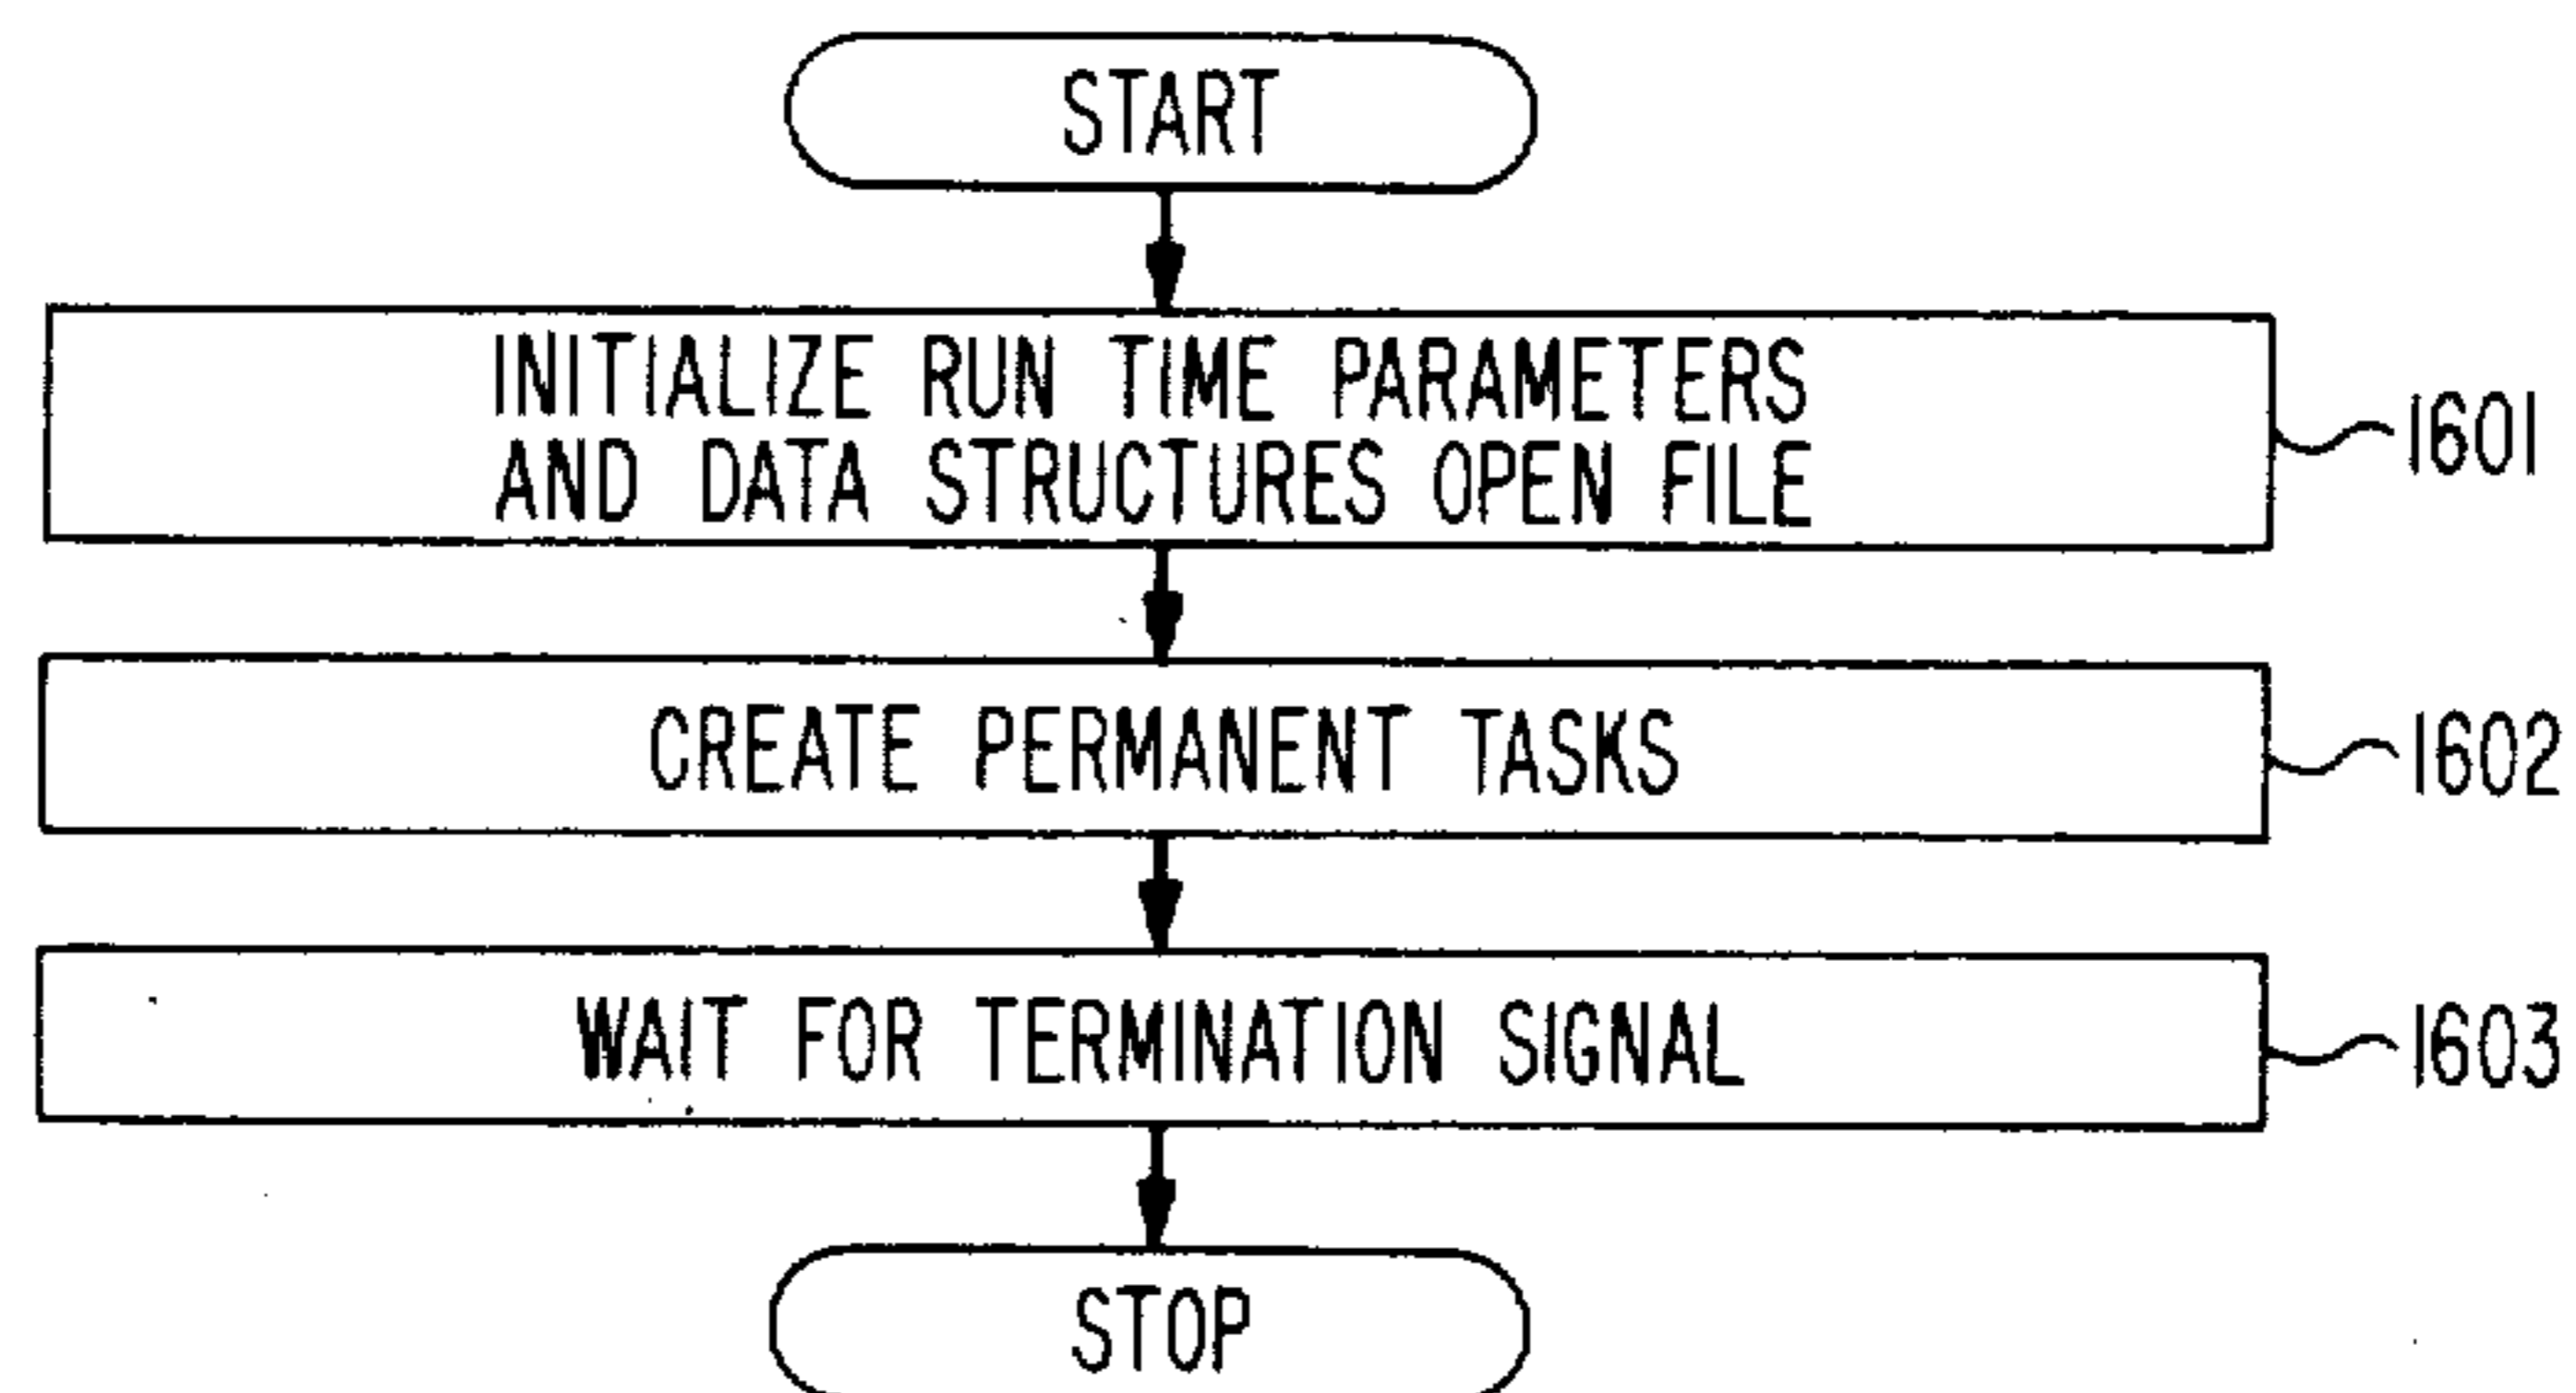 START
INITIALIZE RUN TIME PARAMETERS
AND DATA STRUCTURES OPEN FILE
1601
CREATE PERMANENT TASKS
1602
WAIT FOR TERMINATION SIGNAL
1603
STOP